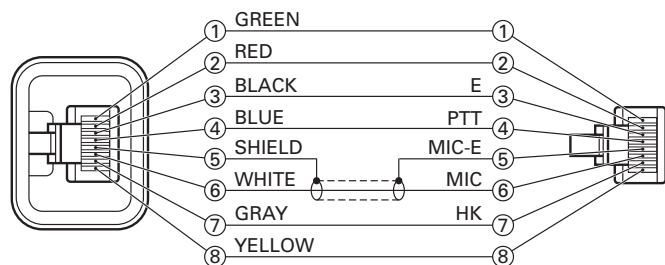 ① GREEN ①
② RED ②
③ BLACK E ③
④ BLUE PTT ④
⑤ SHIELD MIC-E ⑤
⑥ WHITE MIC ⑥
⑦ GRAY HK ⑦
⑧ YELLOW ⑧